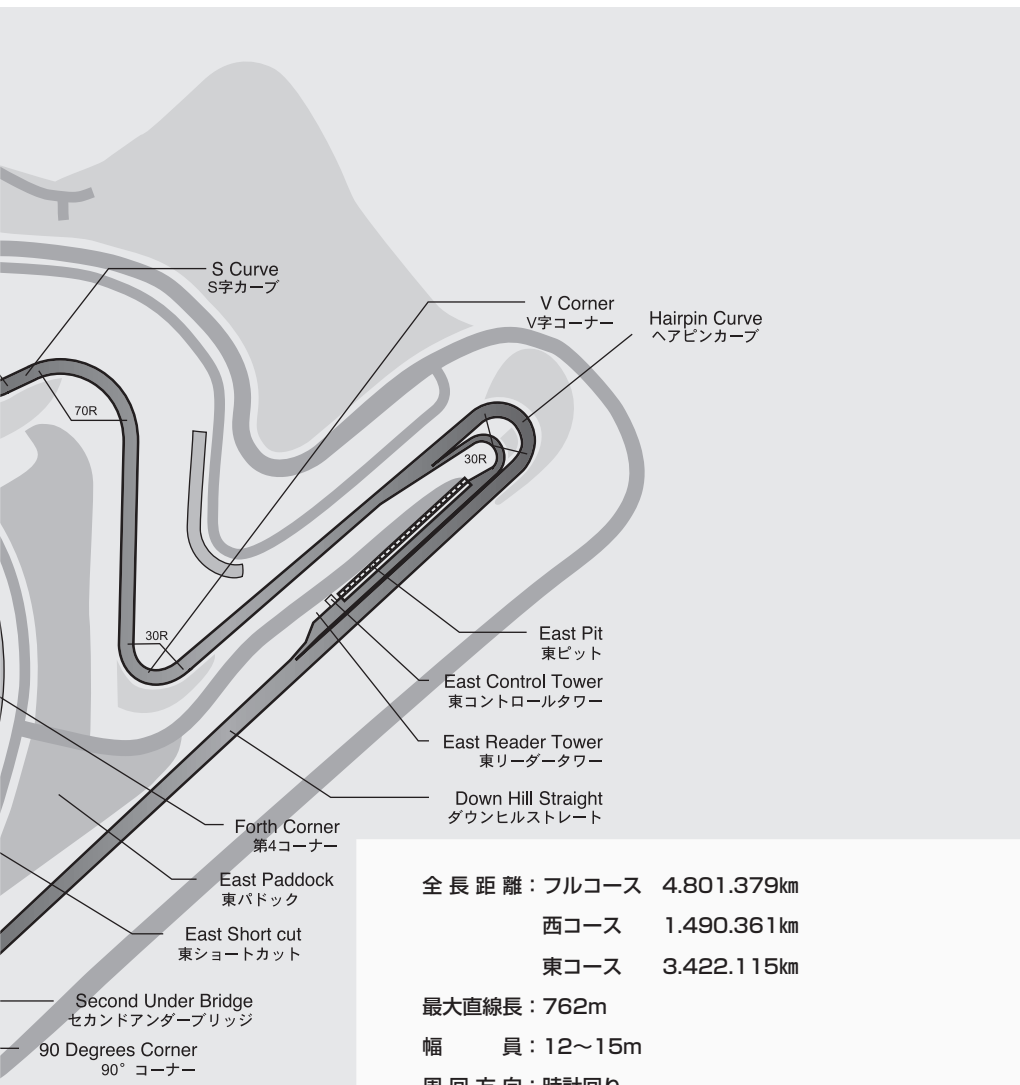 S Curve
S字カーブ
V Corner
V字コーナー
Hairpin Curve
ヘアピンカーブ
70R
30R
30R
East Pit
東ピット
East Control Tower
東コントロールタワー
East Reader Tower
東リーダータワー
Down Hill Straight
ダウンヒルストレート
Forth Corner
第4コーナー
East Paddock
東パドック
East Short cut
東ショートカット
Second Under Bridge
セカンドアンダーブリッジ
90 Degrees Corner
90°コーナー
全長距離：フルコース 4.801.379㎞
西コース 1.490.361㎞
東コース 3.422.115㎞
最大直線長：762m
幅 員：12〜15m
周回方向：時計回り